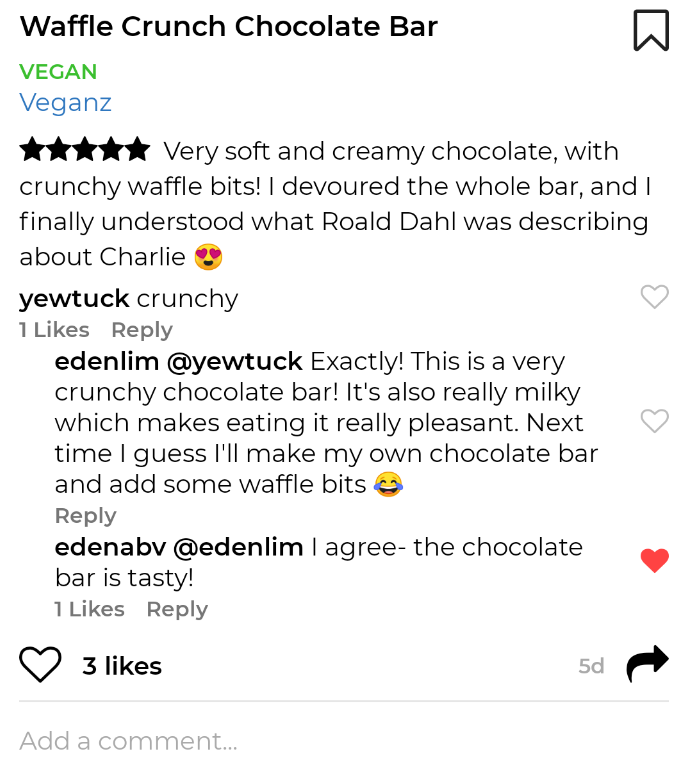 Waffle Crunch Chocolate Bar
VEGAN
Veganz
★★★★★ Very soft and creamy chocolate, with
crunchy waffle bits! I devoured the whole bar, and I
finally understood what Roald Dahl was describing
about Charlie 😍
yewtuck crunchy
1 Likes Reply
edenlim @yewtuck Exactly! This is a very
crunchy chocolate bar! It's also really milky
which makes eating it really pleasant. Next
time I guess I'll make my own chocolate bar
and add some waffle bits 😂
Reply
edenabv @edenlim I agree- the chocolate
bar is tasty!
1 Likes Reply
3 likes 5d
Add a comment...